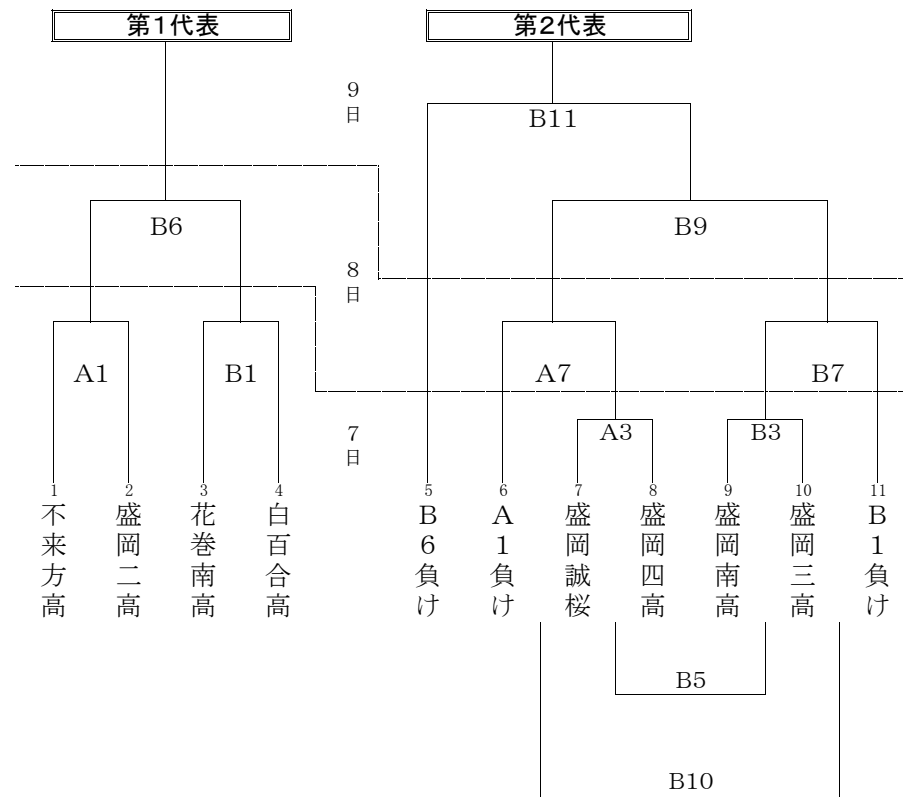 第1代表
第2代表
9日
B11
B6
B9
8日
A1
B1
A7
B7
7日
A3
B3
1
2
3
4
5
6
7
8
9
10
11
不来方高
盛岡二高
花巻南高
白百合高
B6負け
A1負け
盛岡誠桜
盛岡四高
盛岡南高
盛岡三高
B1負け
B5
B10